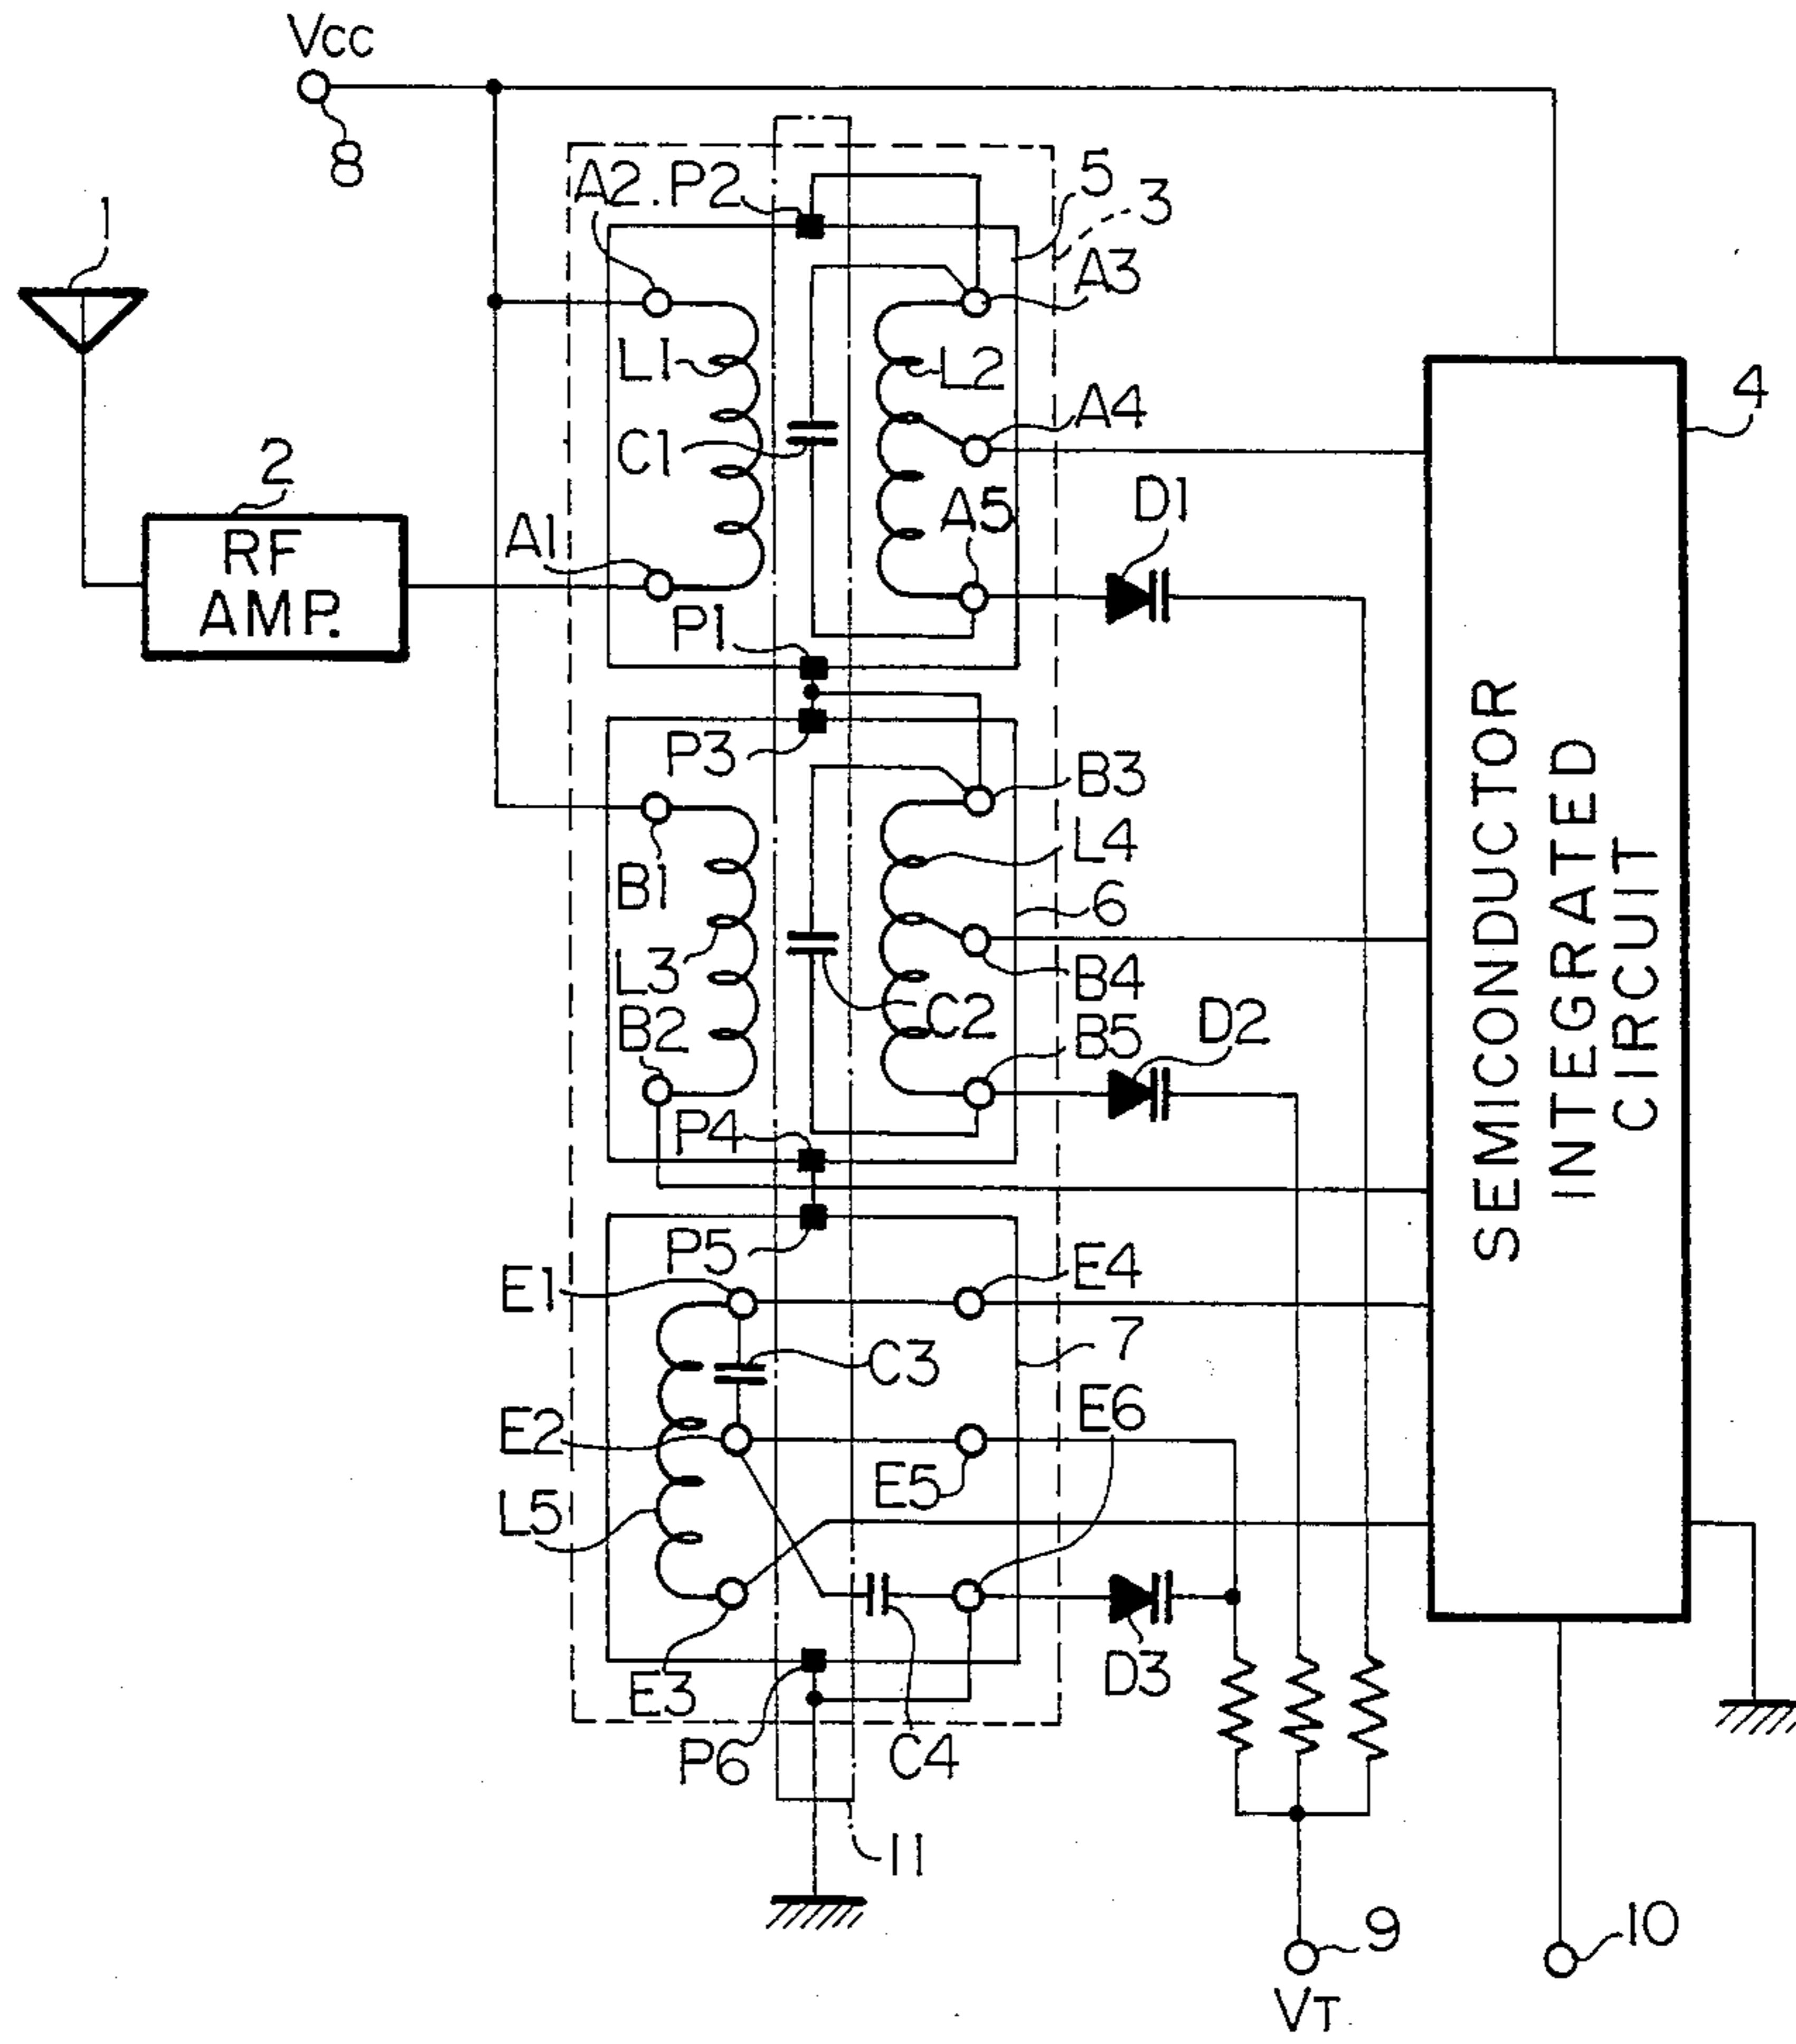 Vcc
8
1
A2.P2
5
3
A3
L1
L2
A4
4
C1
2
RF
AMP.
A1
A5
D1
P1
P3
B3
L4
B1
6
L3
B4
B2
C2
B5
D2
P4
SEMICONDUCTOR
INTEGRATED
CIRCUIT
P5
E4
E1
7
C3
E6
E2
E5
L5
E3
D3
P6
C4
11
9
10
VT